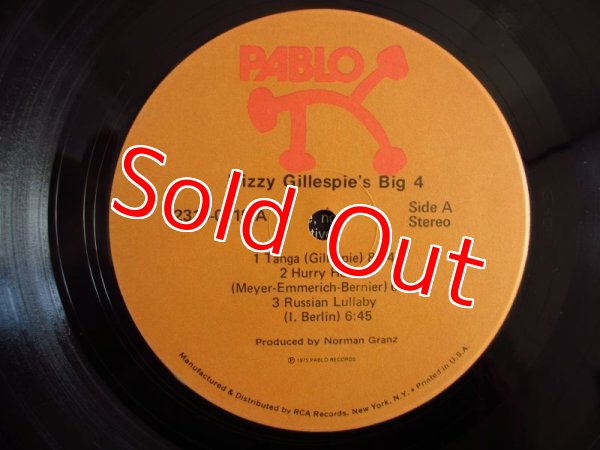 PABLO
Gillespie's Big 4
Side A
Stereo
Sold Out
1 Tanga
2 Hurry
(Meyer-Emmerich-Bernier)
3 Russian Lullaby
(I. Berlin) 6:45
Produced by Norman Granz
℗ 1975 PABLO RECORDS
Manufactured & Distributed by RCA Records, New York, N.Y. • Printed in U.S.A.